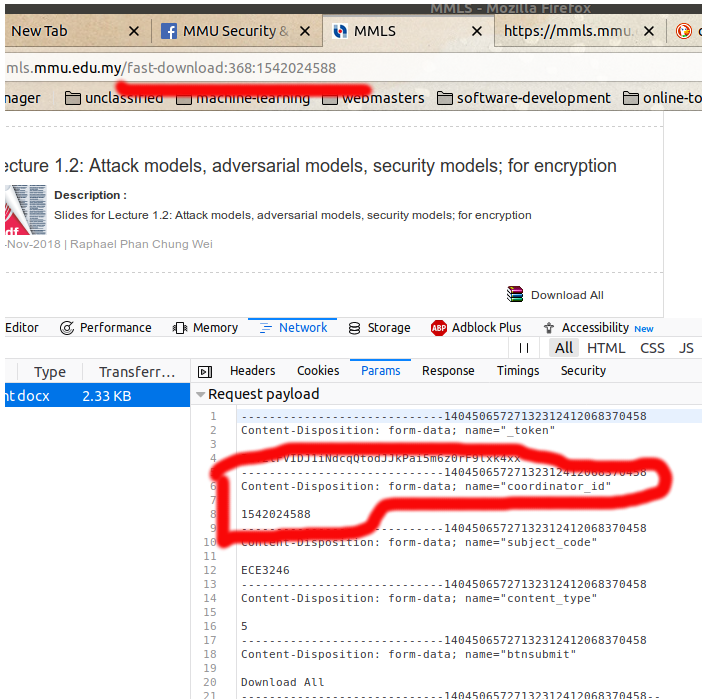 MMLS - Mozilla Firefox
New Tab
MMU Security &
MMLS
https://mmls.mmu.
mls.mmu.edu.my/fast-download:368:1542024588
nager
unclassified
machine-learning
webmasters
software-development
online-to
ecture 1.2: Attack models, adversarial models, security models; for encryption
Description :
Slides for Lecture 1.2: Attack models, adversarial models, security models; for encryption
-Nov-2018 | Raphael Phan Chung Wei
Download All
Editor
Performance
Memory
Network
Storage
ABP
Adblock Plus
Accessibility New
All HTML CSS JS
Type Transferr...
Headers Cookies Params Response Timings Security
nt docx 2.33 KB
Request payload
1 -----------------------------14045065727132312412068370458
2 Content-Disposition: form-data; name="_token"
3
4
5 -----------------------------14045065727132312412068370458
6 Content-Disposition: form-data; name="coordinator_id"
7
8 1542024588
9 -----------------------------14045065727132312412068370458
10 Content-Disposition: form-data; name="subject_code"
11
12 ECE3246
13 -----------------------------14045065727132312412068370458
14 Content-Disposition: form-data; name="content_type"
15
16 5
17 -----------------------------14045065727132312412068370458
18 Content-Disposition: form-data; name="btnsubmit"
19
20 Download All
21 -----------------------------14045065727132312412068370458--